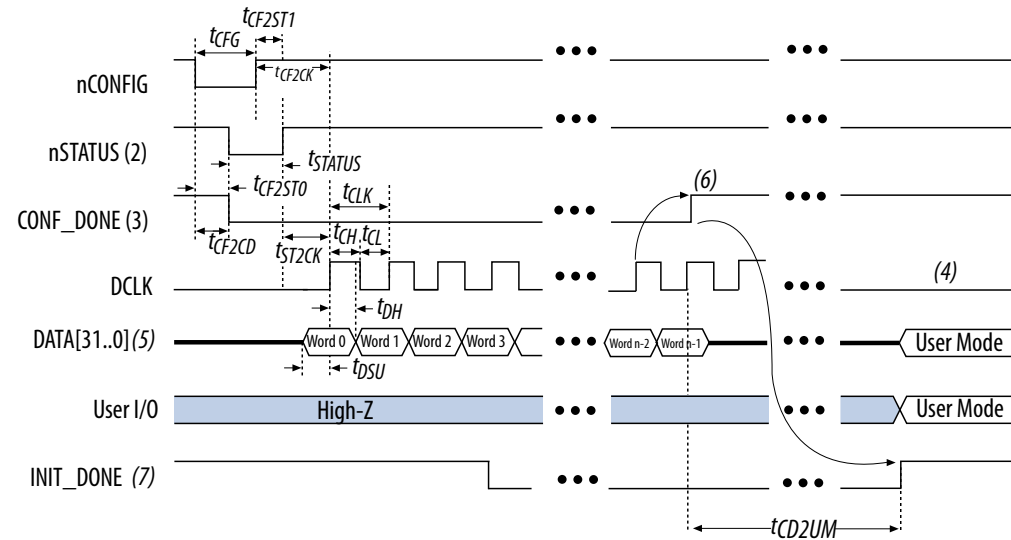 tCF2ST1
tCFG
tCF2CK
nCONFIG
nSTATUS (2)
tSTATUS
tCF2ST0
tCLK
(6)
CONF_DONE (3)
tCF2CD
tST2CK
tCH
tCL
DCLK
(4)
tDH
DATA[31..0](5)
Word 0
Word 1
Word 2
Word 3
Word n-2
Word n-1
User Mode
tDSU
User I/O
High-Z
User Mode
INIT_DONE (7)
tCD2UM